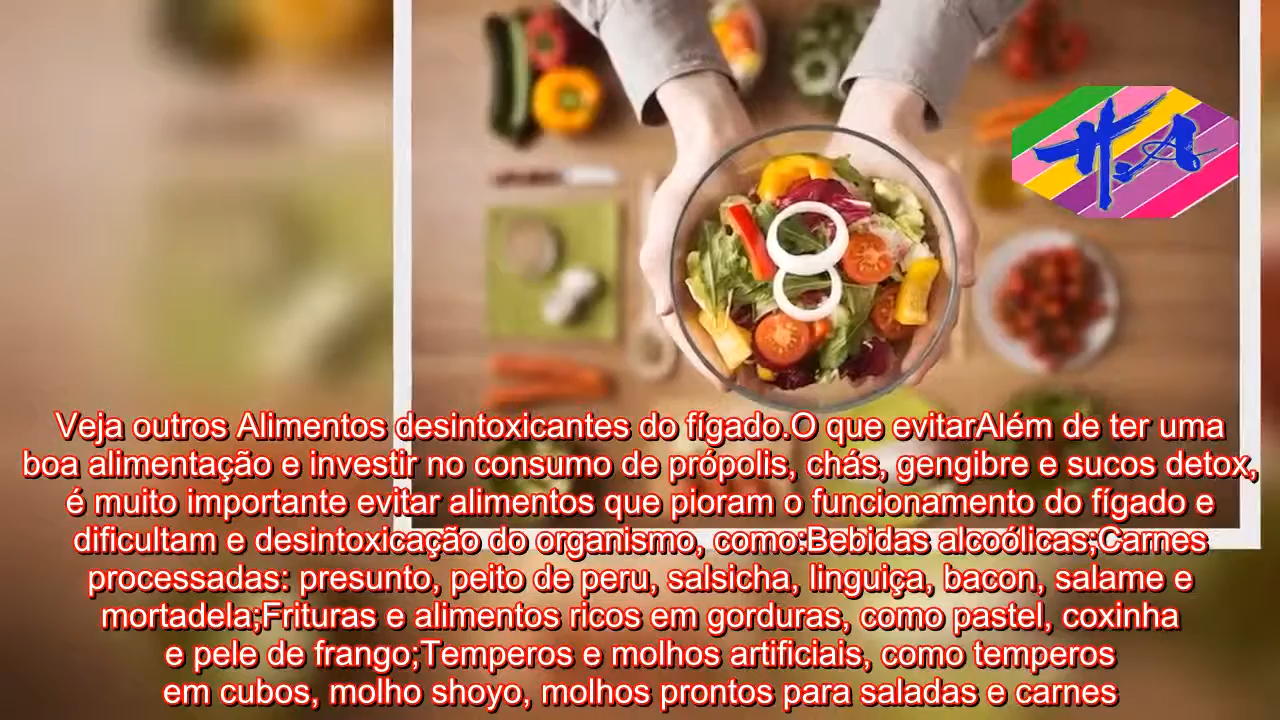 H.A
Veja outros Alimentos desintoxicantes do fígado.O que evitarAlém de ter uma
boa alimentação e investir no consumo de própolis, chás, gengibre e sucos detox,
é muito importante evitar alimentos que pioram o funcionamento do fígado e
dificultam e desintoxicação do organismo, como:Bebidas alcoólicas;Carnes
processadas: presunto, peito de peru, salsicha, linguiça, bacon, salame e
mortadela;Frituras e alimentos ricos em gorduras, como pastel, coxinha
e pele de frango;Temperos e molhos artificiais, como temperos
em cubos, molho shoyo, molhos prontos para saladas e carnes